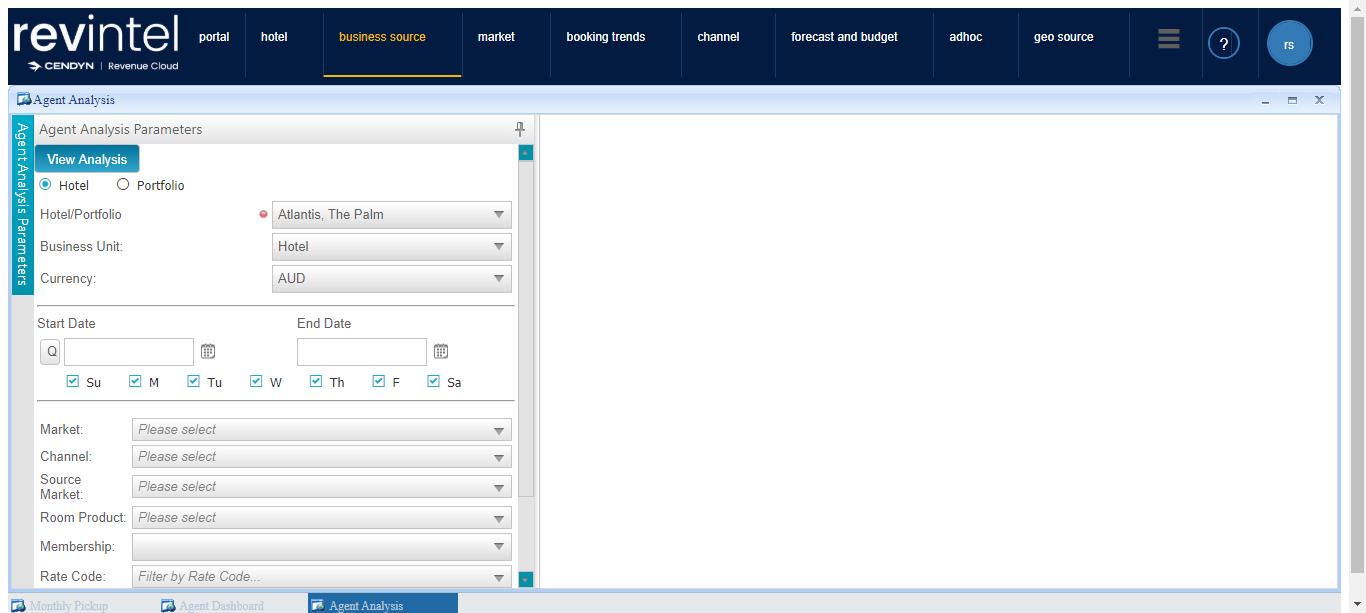 revintel
CENDYN | Revenue Cloud
portal
hotel
business source
market
booking trends
channel
forecast and budget
adhoc
geo source
?
rs
Agent Analysis
Agent Analysis Parameters
Agent Analysis Parameters
View Analysis
Hotel
Portfolio
Hotel/Portfolio
Atlantis, The Palm
Business Unit:
Hotel
Currency:
AUD
Start Date
End Date
Q
Su
M
Tu
W
Th
F
Sa
Market:
Please select
Channel:
Please select
Source
Market:
Please select
Room Product:
Please select
Membership:
Rate Code:
Filter by Rate Code...
Monthly Pickup
Agent Dashboard
Agent Analysis